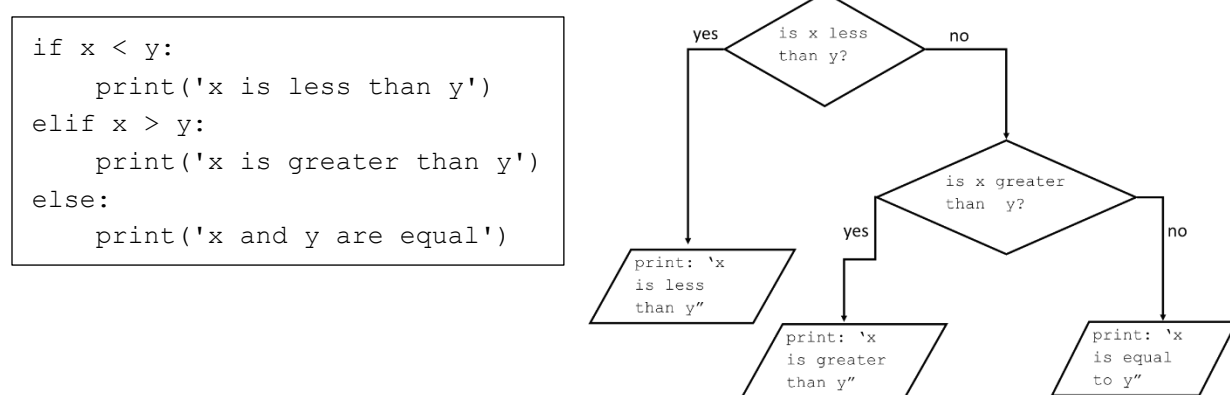 if x < y:
    print('x is less than y')
elif x > y:
    print('x is greater than y')
else:
    print('x and y are equal')
yes
is x less
than y?
no
is x greater
than  y?
yes
no
print: ‘x
is less
than y”
print: ‘x
is greater
than y”
print: ‘x
is equal
to y”